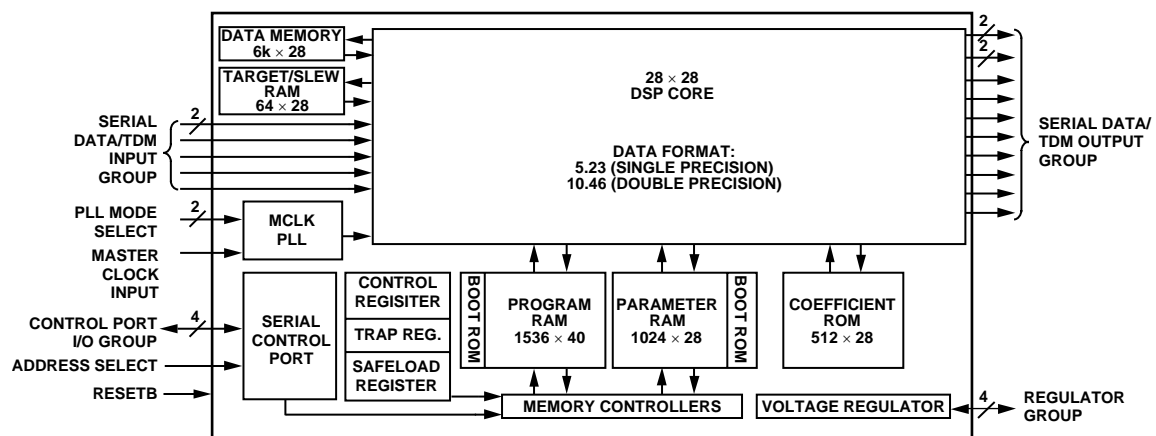 DATA MEMORY
6k × 28
TARGET/SLEW
RAM
64 × 28
28 × 28
DSP CORE
DATA FORMAT:
5.23 (SINGLE PRECISION)
10.46 (DOUBLE PRECISION)
2
2
SERIAL DATA/
TDM OUTPUT
GROUP
SERIAL
DATA/TDM
INPUT
GROUP
2
PLL MODE
SELECT
2
MCLK
PLL
MASTER
CLOCK
INPUT
CONTROL PORT
I/O GROUP
4
ADDRESS SELECT
RESETB
SERIAL
CONTROL
PORT
CONTROL
REGISITER
TRAP REG.
SAFELOAD
REGISTER
BOOT ROM
PROGRAM
RAM
1536 × 40
PARAMETER
RAM
1024 × 28
BOOT ROM
COEFFICIENT
ROM
512 × 28
MEMORY CONTROLLERS
VOLTAGE REGULATOR
4
REGULATOR
GROUP